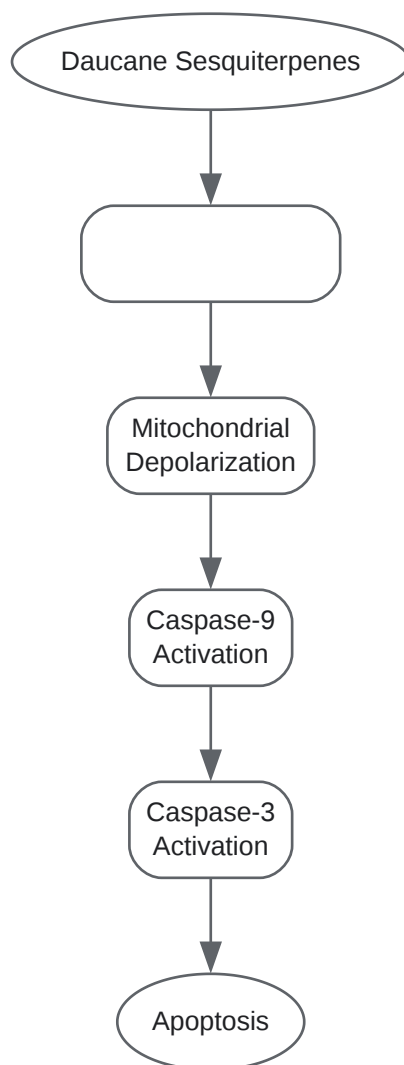 Daucane Sesquiterpenes
Mitochondrial
Depolarization
Caspase-9
Activation
Caspase-3
Activation
Apoptosis